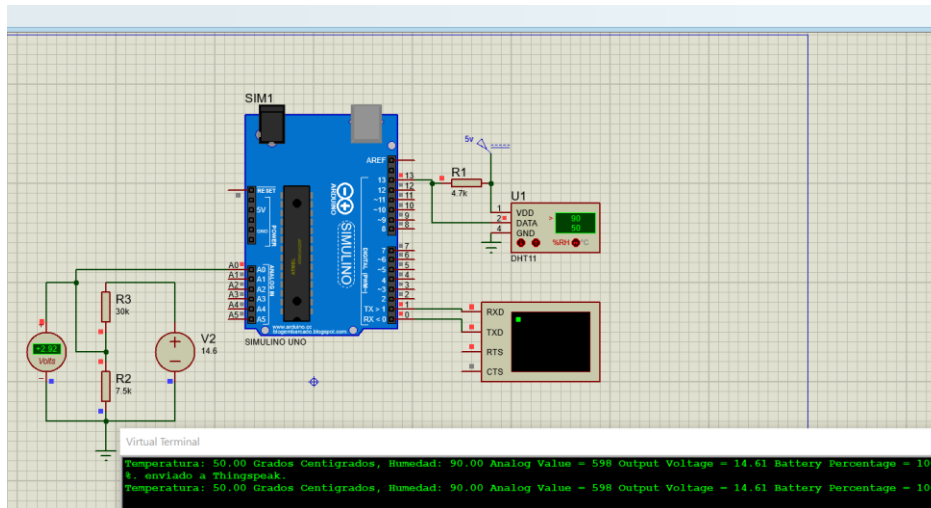 SIM1
AREF
13
12
~11
~10
~9
8
7
~6
~5
4
~3
2
TX > 1
RX < 0
RESET
5V
GND
POWER
A0
A1
A2
A3
A4
A5
ANALOG IN
ARDUINO
SIMULINO
DIGITAL (PWM~)
www.arduino.cc
blogembarcado.blogspot.com
SIMULINO UNO
5v
R1
4.7k
U1
1 VDD
2 DATA
4 GND
> 90
50
%RH °C
DHT11
RXD
TXD
RTS
CTS
R3
30k
R2
7.5k
V2
14.6
+2.92
Volts
Virtual Terminal
Temperatura: 50.00 Grados Centigrados, Humedad: 90.00 Analog Value = 598 Output Voltage = 14.61 Battery Percentage = 10
%. enviado a Thingspeak.
Temperatura: 50.00 Grados Centigrados, Humedad: 90.00 Analog Value = 598 Output Voltage = 14.61 Battery Percentage = 10